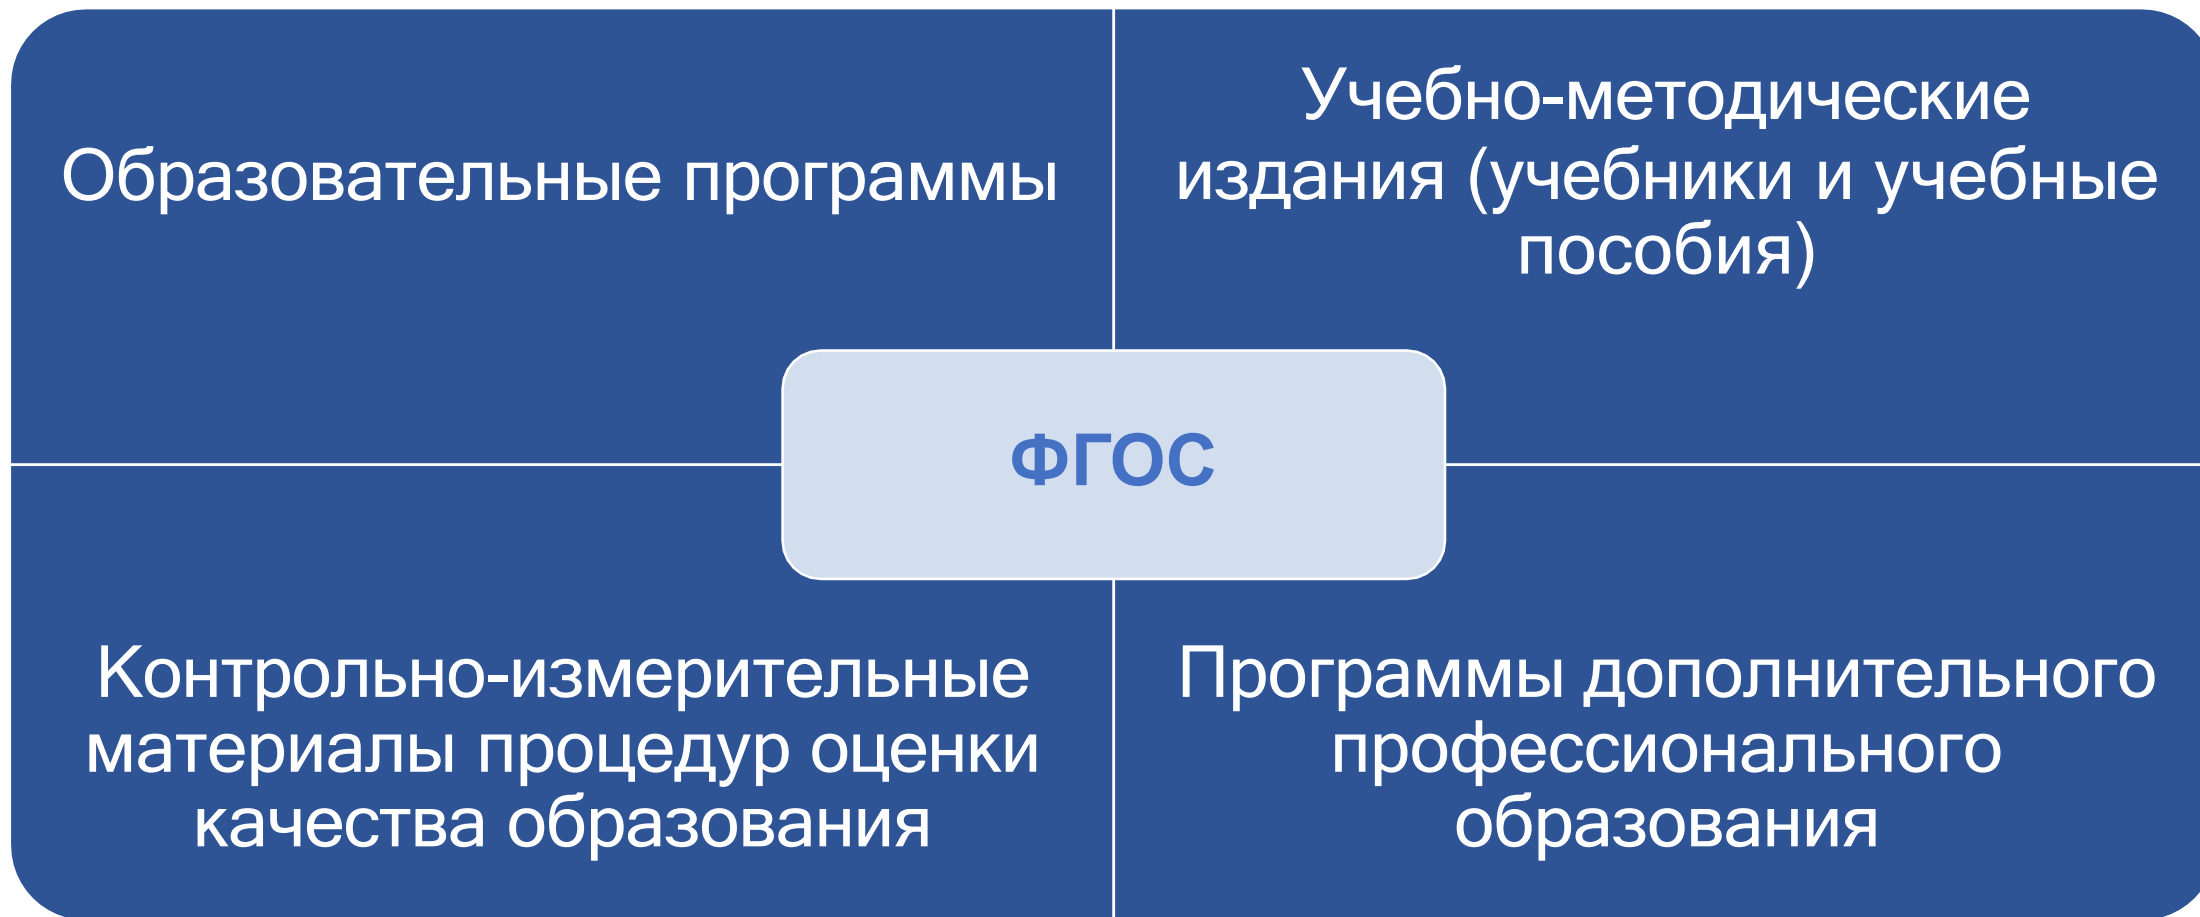 Образовательные программы
Учебно-методические
издания (учебники и учебные
пособия)
ФГОС
Контрольно-измерительные
материалы процедур оценки
качества образования
Программы дополнительного
профессионального
образования